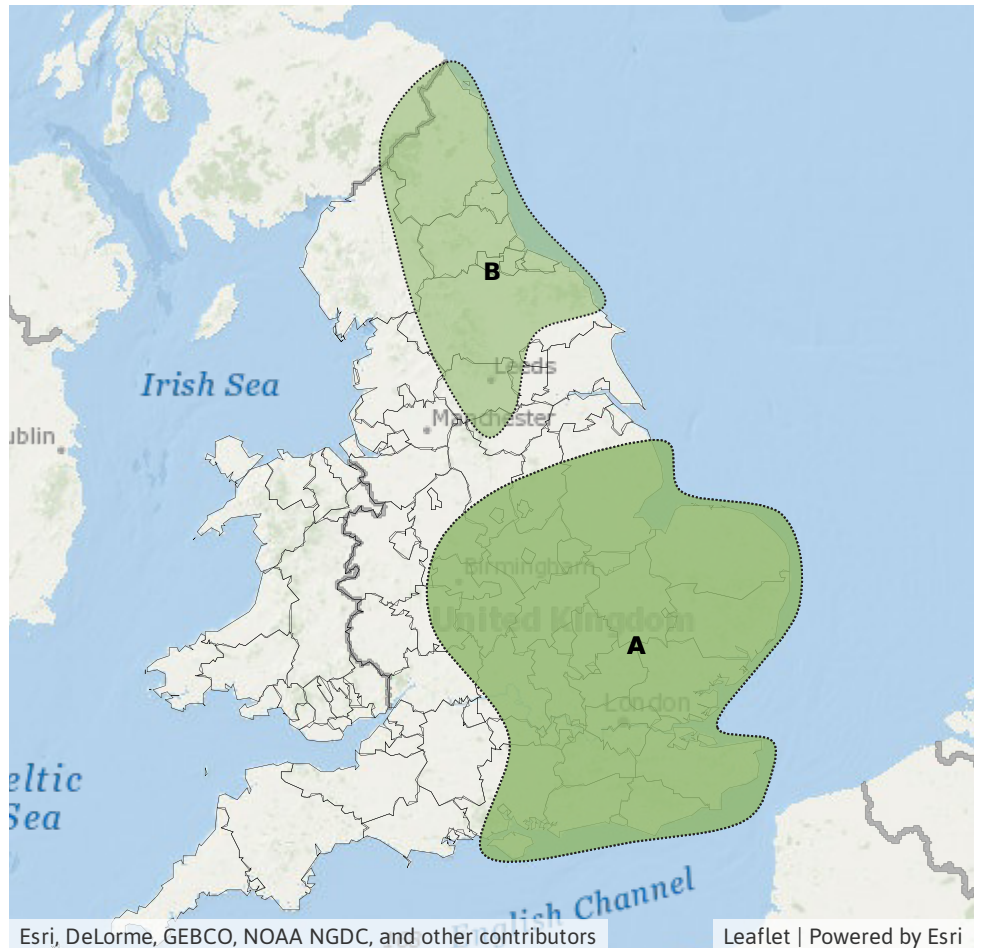 B
Leeds
Irish Sea
Manchester
ublin
Birmingham
United Kingdom
A
London
eltic
Sea
English Channel
Esri, DeLorme, GEBCO, NOAA NGDC, and other contributors
Leaflet | Powered by Esri